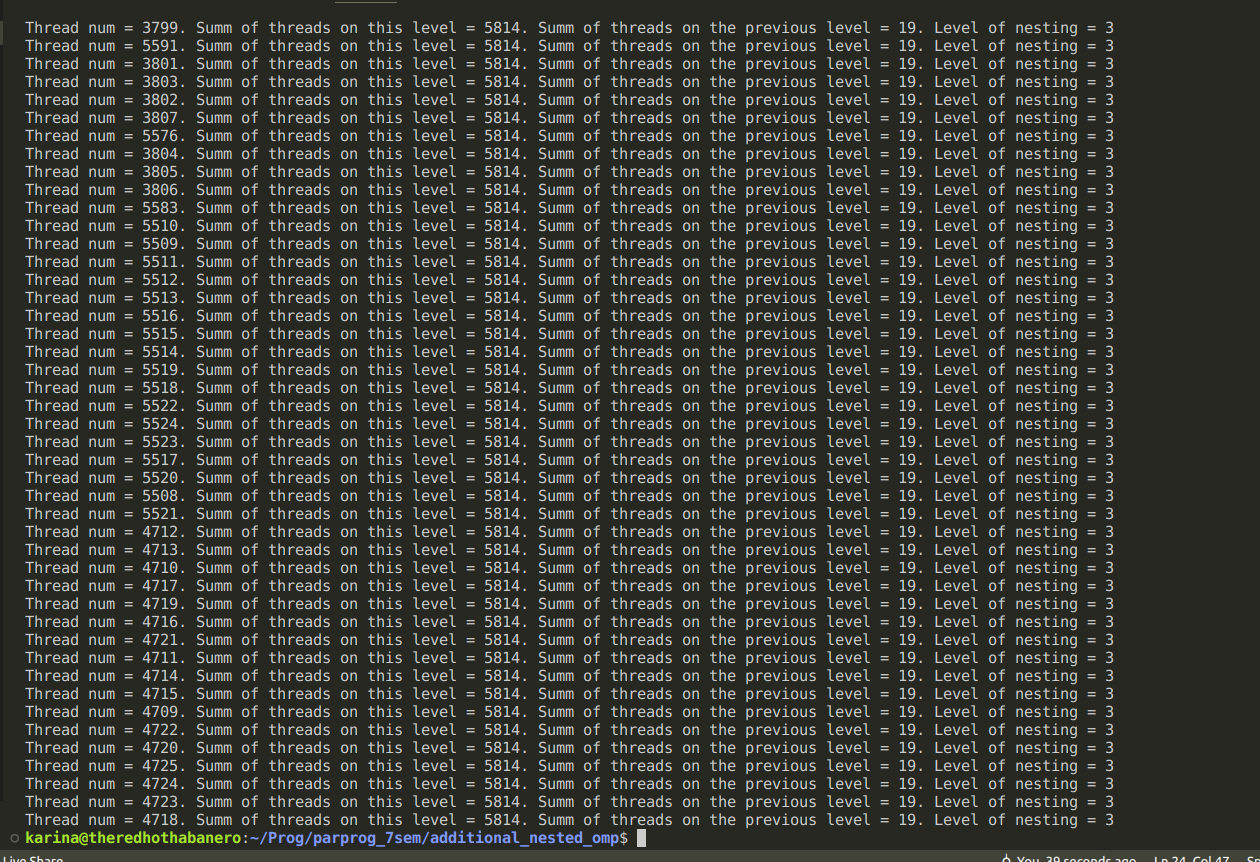 Thread num = 3799. Summ of threads on this level = 5814. Summ of threads on the previous level = 19. Level of nesting = 3
Thread num = 5591. Summ of threads on this level = 5814. Summ of threads on the previous level = 19. Level of nesting = 3
Thread num = 3801. Summ of threads on this level = 5814. Summ of threads on the previous level = 19. Level of nesting = 3
Thread num = 3803. Summ of threads on this level = 5814. Summ of threads on the previous level = 19. Level of nesting = 3
Thread num = 3802. Summ of threads on this level = 5814. Summ of threads on the previous level = 19. Level of nesting = 3
Thread num = 3807. Summ of threads on this level = 5814. Summ of threads on the previous level = 19. Level of nesting = 3
Thread num = 5576. Summ of threads on this level = 5814. Summ of threads on the previous level = 19. Level of nesting = 3
Thread num = 3804. Summ of threads on this level = 5814. Summ of threads on the previous level = 19. Level of nesting = 3
Thread num = 3805. Summ of threads on this level = 5814. Summ of threads on the previous level = 19. Level of nesting = 3
Thread num = 3806. Summ of threads on this level = 5814. Summ of threads on the previous level = 19. Level of nesting = 3
Thread num = 5583. Summ of threads on this level = 5814. Summ of threads on the previous level = 19. Level of nesting = 3
Thread num = 5510. Summ of threads on this level = 5814. Summ of threads on the previous level = 19. Level of nesting = 3
Thread num = 5509. Summ of threads on this level = 5814. Summ of threads on the previous level = 19. Level of nesting = 3
Thread num = 5511. Summ of threads on this level = 5814. Summ of threads on the previous level = 19. Level of nesting = 3
Thread num = 5512. Summ of threads on this level = 5814. Summ of threads on the previous level = 19. Level of nesting = 3
Thread num = 5513. Summ of threads on this level = 5814. Summ of threads on the previous level = 19. Level of nesting = 3
Thread num = 5516. Summ of threads on this level = 5814. Summ of threads on the previous level = 19. Level of nesting = 3
Thread num = 5515. Summ of threads on this level = 5814. Summ of threads on the previous level = 19. Level of nesting = 3
Thread num = 5514. Summ of threads on this level = 5814. Summ of threads on the previous level = 19. Level of nesting = 3
Thread num = 5519. Summ of threads on this level = 5814. Summ of threads on the previous level = 19. Level of nesting = 3
Thread num = 5518. Summ of threads on this level = 5814. Summ of threads on the previous level = 19. Level of nesting = 3
Thread num = 5522. Summ of threads on this level = 5814. Summ of threads on the previous level = 19. Level of nesting = 3
Thread num = 5524. Summ of threads on this level = 5814. Summ of threads on the previous level = 19. Level of nesting = 3
Thread num = 5523. Summ of threads on this level = 5814. Summ of threads on the previous level = 19. Level of nesting = 3
Thread num = 5517. Summ of threads on this level = 5814. Summ of threads on the previous level = 19. Level of nesting = 3
Thread num = 5520. Summ of threads on this level = 5814. Summ of threads on the previous level = 19. Level of nesting = 3
Thread num = 5508. Summ of threads on this level = 5814. Summ of threads on the previous level = 19. Level of nesting = 3
Thread num = 5521. Summ of threads on this level = 5814. Summ of threads on the previous level = 19. Level of nesting = 3
Thread num = 4712. Summ of threads on this level = 5814. Summ of threads on the previous level = 19. Level of nesting = 3
Thread num = 4713. Summ of threads on this level = 5814. Summ of threads on the previous level = 19. Level of nesting = 3
Thread num = 4710. Summ of threads on this level = 5814. Summ of threads on the previous level = 19. Level of nesting = 3
Thread num = 4717. Summ of threads on this level = 5814. Summ of threads on the previous level = 19. Level of nesting = 3
Thread num = 4719. Summ of threads on this level = 5814. Summ of threads on the previous level = 19. Level of nesting = 3
Thread num = 4716. Summ of threads on this level = 5814. Summ of threads on the previous level = 19. Level of nesting = 3
Thread num = 4721. Summ of threads on this level = 5814. Summ of threads on the previous level = 19. Level of nesting = 3
Thread num = 4711. Summ of threads on this level = 5814. Summ of threads on the previous level = 19. Level of nesting = 3
Thread num = 4714. Summ of threads on this level = 5814. Summ of threads on the previous level = 19. Level of nesting = 3
Thread num = 4715. Summ of threads on this level = 5814. Summ of threads on the previous level = 19. Level of nesting = 3
Thread num = 4709. Summ of threads on this level = 5814. Summ of threads on the previous level = 19. Level of nesting = 3
Thread num = 4722. Summ of threads on this level = 5814. Summ of threads on the previous level = 19. Level of nesting = 3
Thread num = 4720. Summ of threads on this level = 5814. Summ of threads on the previous level = 19. Level of nesting = 3
Thread num = 4725. Summ of threads on this level = 5814. Summ of threads on the previous level = 19. Level of nesting = 3
Thread num = 4724. Summ of threads on this level = 5814. Summ of threads on the previous level = 19. Level of nesting = 3
Thread num = 4723. Summ of threads on this level = 5814. Summ of threads on the previous level = 19. Level of nesting = 3
Thread num = 4718. Summ of threads on this level = 5814. Summ of threads on the previous level = 19. Level of nesting = 3
karina@theredhothabanero:~/Prog/parprog_7sem/additional_nested_omp$
Live Share You, 39 seconds ago Ln 24, Col 47